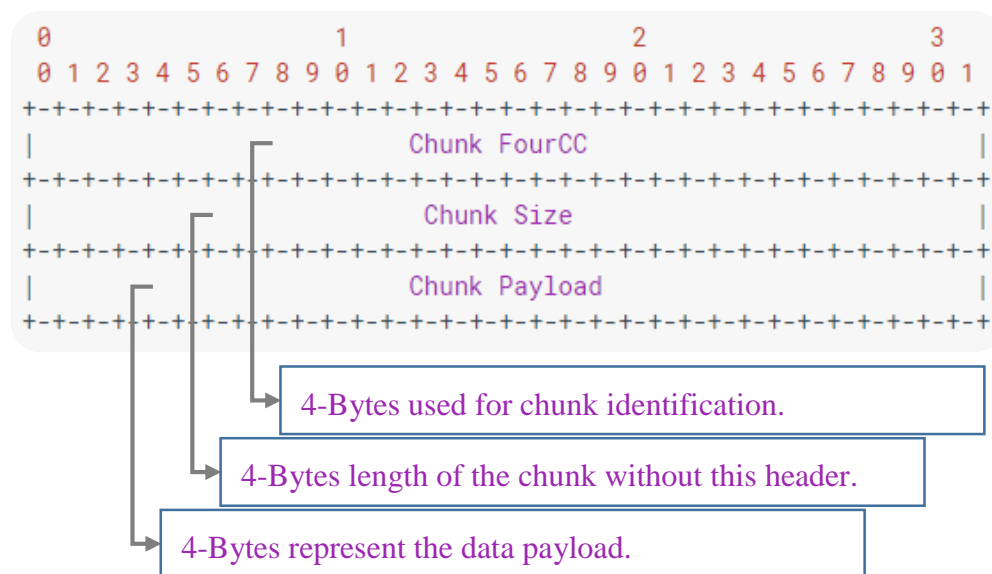 0                   1                   2                   3
0 1 2 3 4 5 6 7 8 9 0 1 2 3 4 5 6 7 8 9 0 1 2 3 4 5 6 7 8 9 0 1
+-+-+-+-+-+-+-+-+-+-+-+-+-+-+-+-+-+-+-+-+-+-+-+-+-+-+-+-+-+-+-+-+
| Chunk FourCC |
+-+-+-+-+-+-+-+-+-+-+-+-+-+-+-+-+-+-+-+-+-+-+-+-+-+-+-+-+-+-+-+-+
| Chunk Size |
+-+-+-+-+-+-+-+-+-+-+-+-+-+-+-+-+-+-+-+-+-+-+-+-+-+-+-+-+-+-+-+-+
| Chunk Payload |
+-+-+-+-+-+-+-+-+-+-+-+-+-+-+-+-+-+-+-+-+-+-+-+-+-+-+-+-+-+-+-+-+
4-Bytes used for chunk identification.
4-Bytes length of the chunk without this header.
4-Bytes represent the data payload.